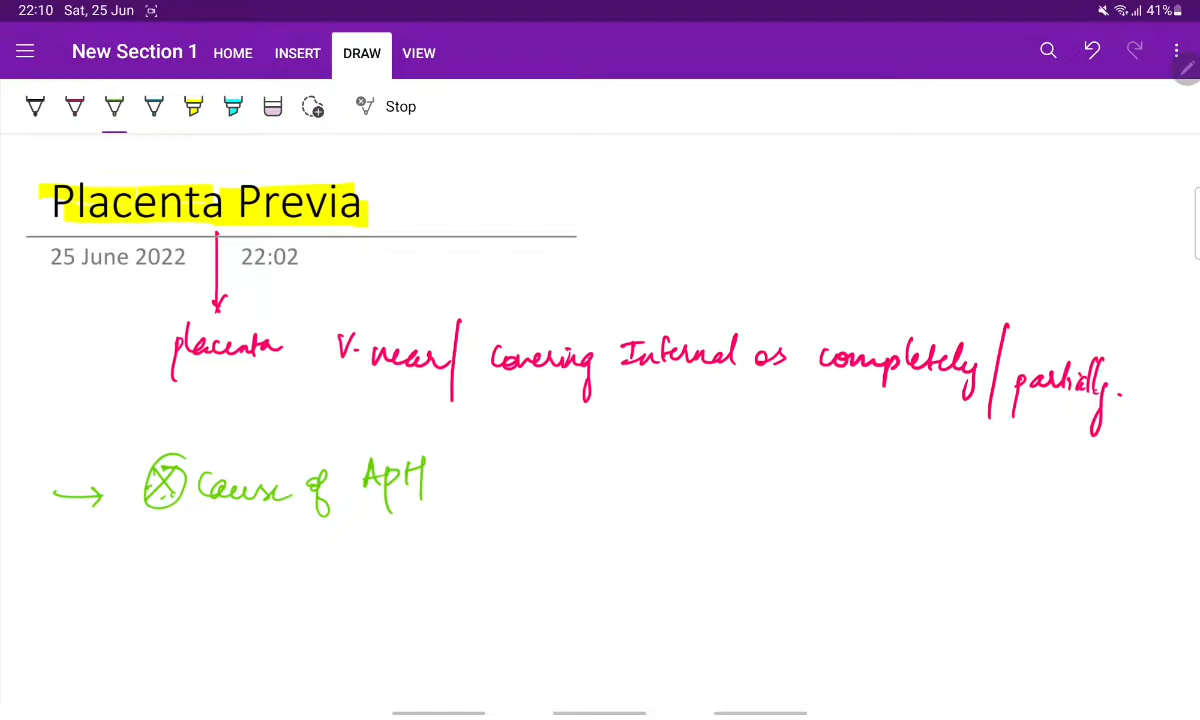 22:10 Sat, 25 Jun 41%
New Section 1 HOME INSERT DRAW VIEW
Stop
Placenta Previa
25 June 2022 22:02
placenta V. near/ covering Internal os completely/partially.
→ Ⓧ Cause of APH